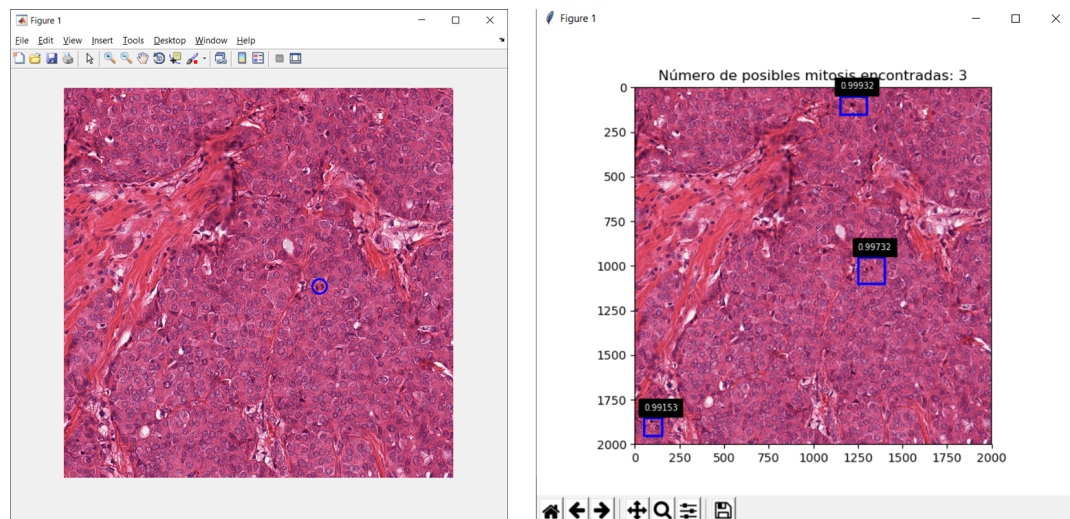 Figure 1
File Edit View Insert Tools Desktop Window Help
Figure 1
Número de posibles mitosis encontradas: 3
0.99932
0.99732
0.99153
0
250
500
750
1000
1250
1500
1750
2000
0 250 500 750 1000 1250 1500 1750 2000